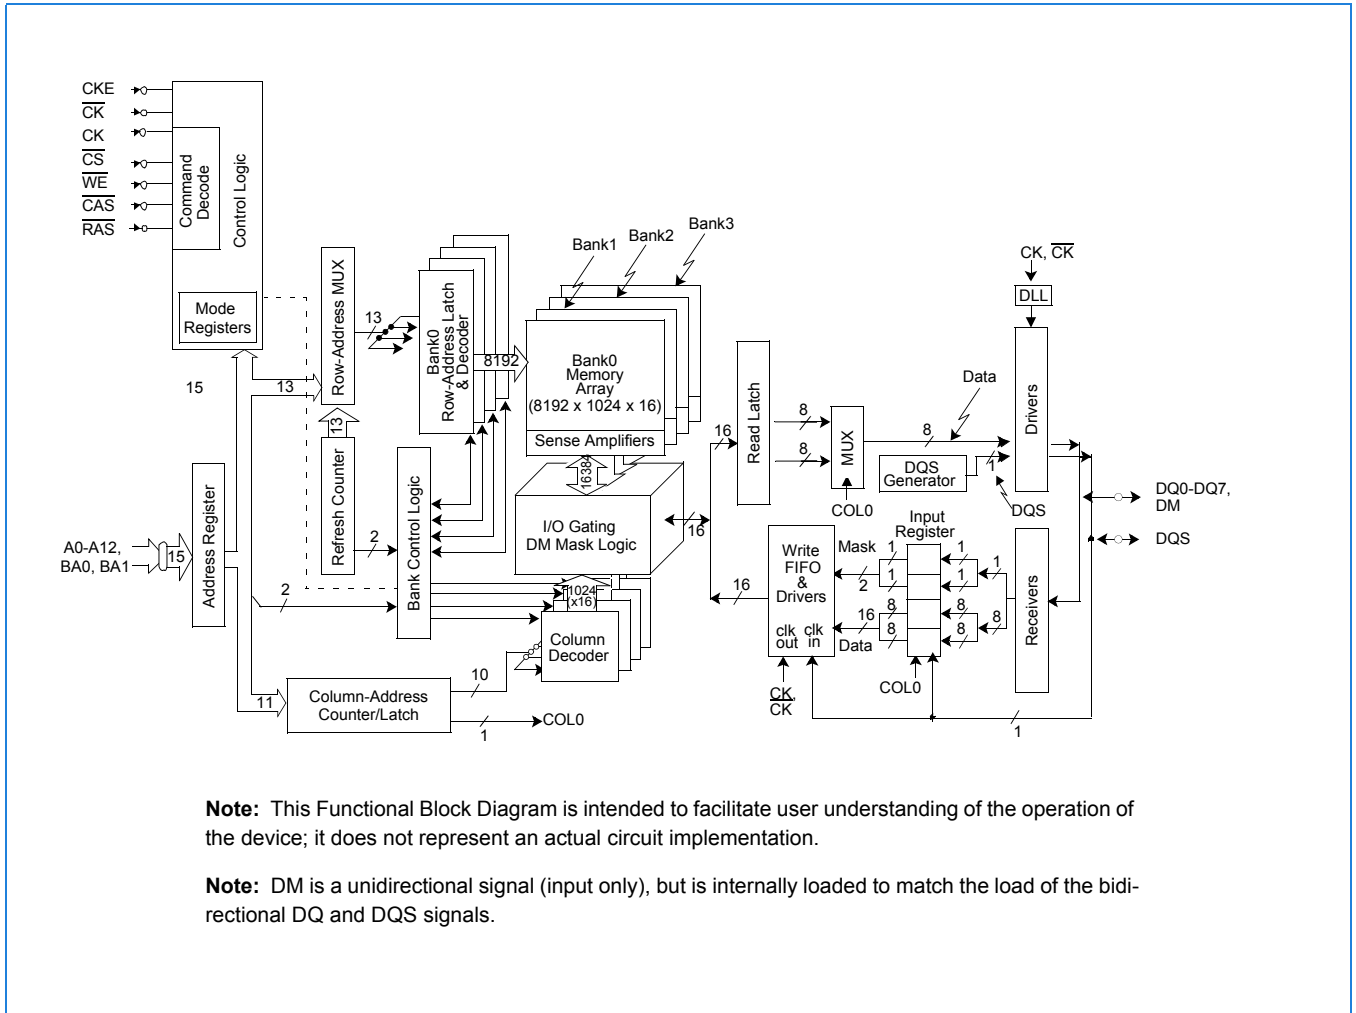 CKE
CK
CK
CS
WE
CAS
RAS
Command
Decode
Control Logic
Mode
Registers
15
13
Row-Address MUX
13
Refresh Counter
13
Bank0
Row-Address Latch
& Decoder
8192
Bank1
Bank2
Bank3
Bank0
Memory
Array
(8192 x 1024 x 16)
Sense Amplifiers
16384
I/O Gating
DM Mask Logic
16
A0-A12,
BA0, BA1
15
Address Register
2
2
Bank Control Logic
1024
(x16)
Column
Decoder
11
Column-Address
Counter/Latch
10
1
COL0
16
Read Latch
8
8
MUX
COL0
8
Data
DQS
Generator
1
DQS
CK, CK
DLL
Drivers
DQ0-DQ7,
DM
DQS
16
Write
FIFO
&
Drivers
clk
out
clk
in
CK,
CK
Mask
2
16
Data
Input
Register
1
1
8
8
1
1
8
8
1
8
COL0
Receivers
1
Note: This Functional Block Diagram is intended to facilitate user understanding of the operation of
the device; it does not represent an actual circuit implementation.
Note: DM is a unidirectional signal (input only), but is internally loaded to match the load of the bidi-
rectional DQ and DQS signals.